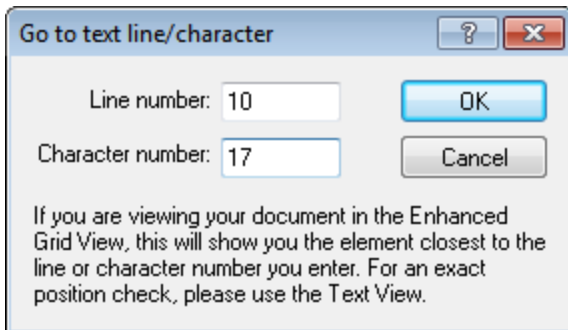 Go to text line/character
?
Line number: 10 OK
Character number: 17 Cancel
If you are viewing your document in the Enhanced
Grid View, this will show you the element closest to the
line or character number you enter. For an exact
position check, please use the Text View.